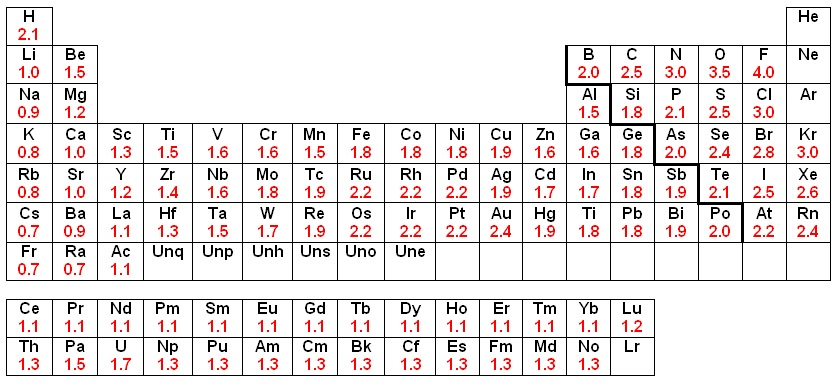 H He
2.1
Li Be B C N O F Ne
1.0 1.5 2.0 2.5 3.0 3.5 4.0
Na Mg Al Si P S Cl Ar
0.9 1.2 1.5 1.8 2.1 2.5 3.0
K Ca Sc Ti V Cr Mn Fe Co Ni Cu Zn Ga Ge As Se Br Kr
0.8 1.0 1.3 1.5 1.6 1.6 1.5 1.8 1.8 1.8 1.9 1.6 1.6 1.8 2.0 2.4 2.8 3.0
Rb Sr Y Zr Nb Mo Tc Ru Rh Pd Ag Cd In Sn Sb Te I Xe
0.8 1.0 1.2 1.4 1.6 1.8 1.9 2.2 2.2 2.2 1.9 1.7 1.7 1.8 1.9 2.1 2.5 2.6
Cs Ba La Hf Ta W Re Os Ir Pt Au Hg Ti Pb Bi Po At Rn
0.7 0.9 1.1 1.3 1.5 1.7 1.9 2.2 2.2 2.2 2.4 1.9 1.8 1.8 1.9 2.0 2.2 2.4
Fr Ra Ac Unq Unp Unh Uns Uno Une
0.7 0.7 1.1
Ce Pr Nd Pm Sm Eu Gd Tb Dy Ho Er Tm Yb Lu
1.1 1.1 1.1 1.1 1.1 1.1 1.1 1.1 1.1 1.1 1.1 1.1 1.1 1.2
Th Pa U Np Pu Am Cm Bk Cf Es Fm Md No Lr
1.3 1.5 1.7 1.3 1.3 1.3 1.3 1.3 1.3 1.3 1.3 1.3 1.3